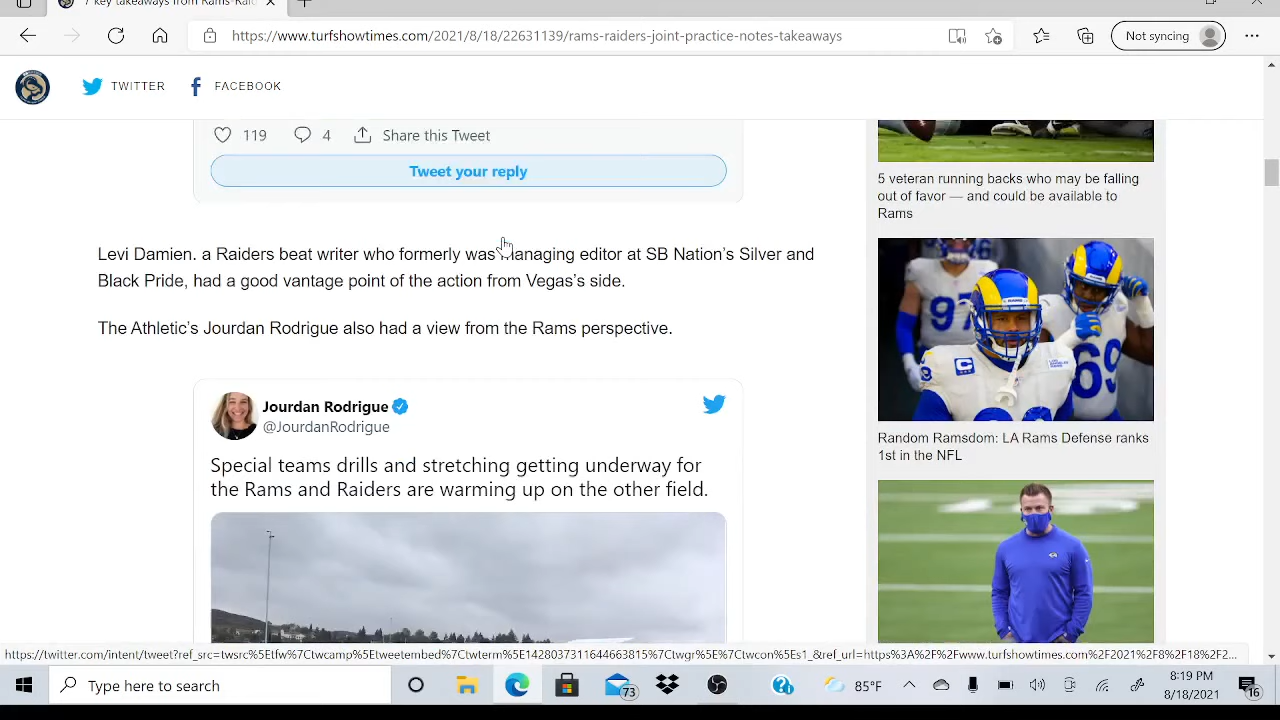 7 key takeaways from Rams-Raid
https://www.turfshowtimes.com/2021/8/18/22631139/rams-raiders-joint-practice-notes-takeaways
Not syncing
TWITTER
FACEBOOK
119
4
Share this Tweet
Tweet your reply
Levi Damien. a Raiders beat writer who formerly was managing editor at SB Nation's Silver and
Black Pride, had a good vantage point of the action from Vegas's side.
The Athletic's Jourdan Rodrigue also had a view from the Rams perspective.
Jourdan Rodrigue
@JourdanRodrigue
Special teams drills and stretching getting underway for
the Rams and Raiders are warming up on the other field.
5 veteran running backs who may be falling
out of favor — and could be available to
Rams
97
69
C
Random Ramsdom: LA Rams Defense ranks
1st in the NFL
https://twitter.com/intent/tweet?ref_src=twsrc%5Etfw%7Ctwcamp%5Etweetembed%7Ctwterm%5E1428037311644663815%7Ctwgr%5E%7Ctwcon%5Es1_&ref_url=https%3A%2F%2Fwww.turfshowtimes.com%2F2021%2F8%2F18%2F2...
Type here to search
73
85°F
8:19 PM
8/18/2021
16